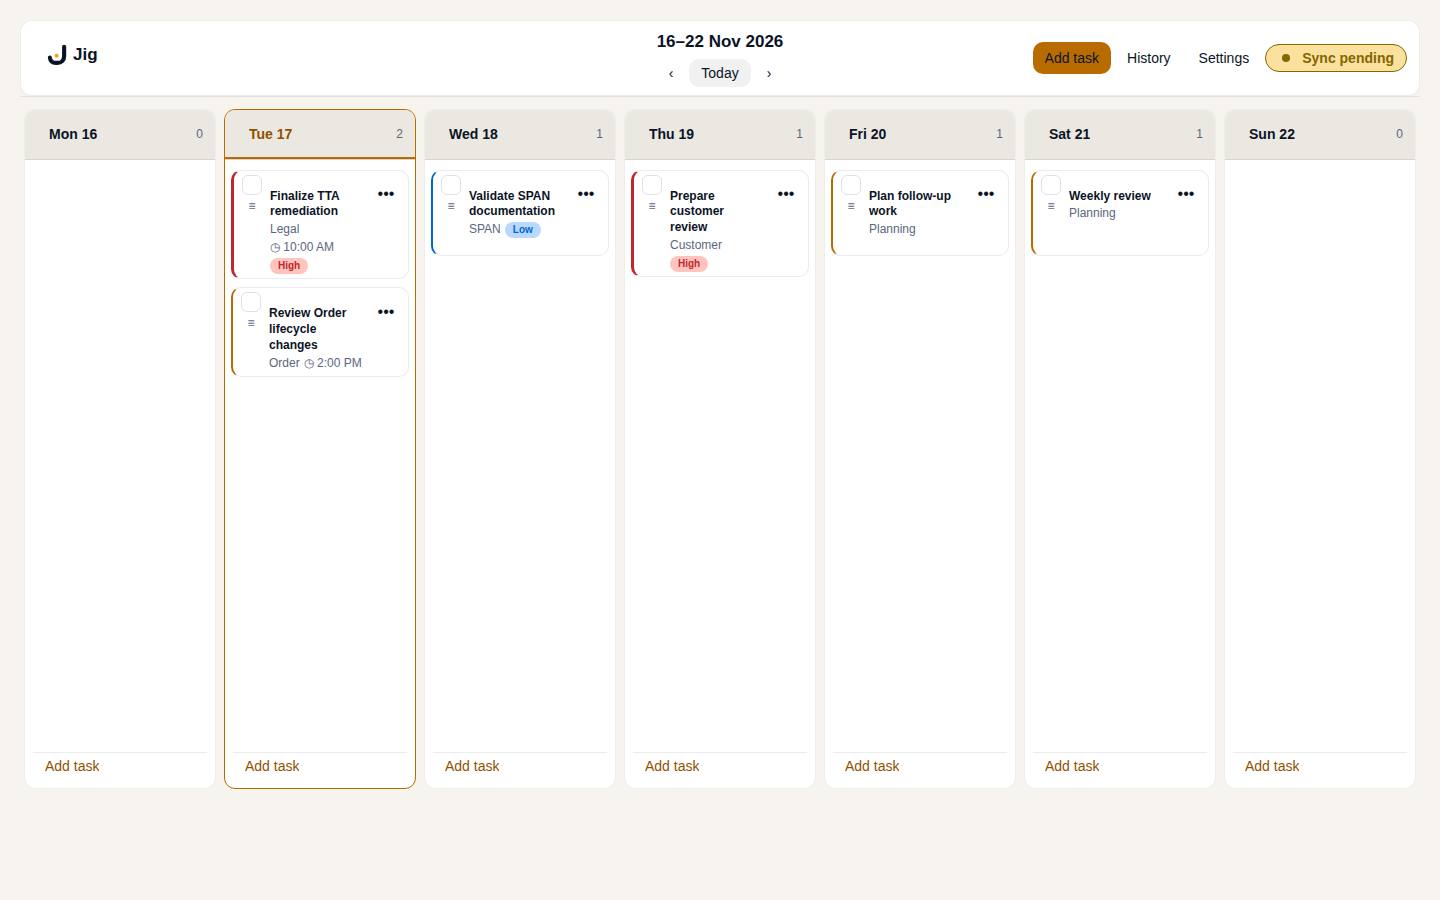 Jig
16–22 Nov 2026
‹ Today ›
Add task
History
Settings
Sync pending
Mon 16 0
Tue 17 2
Wed 18 1
Thu 19 1
Fri 20 1
Sat 21 1
Sun 22 0
Finalize TTA
remediation
Legal
10:00 AM
High
Review Order
lifecycle
changes
Order 2:00 PM
Validate SPAN
documentation
SPAN Low
Prepare
customer
review
Customer
High
Plan follow-up
work
Planning
Weekly review
Planning
Add task
Add task
Add task
Add task
Add task
Add task
Add task